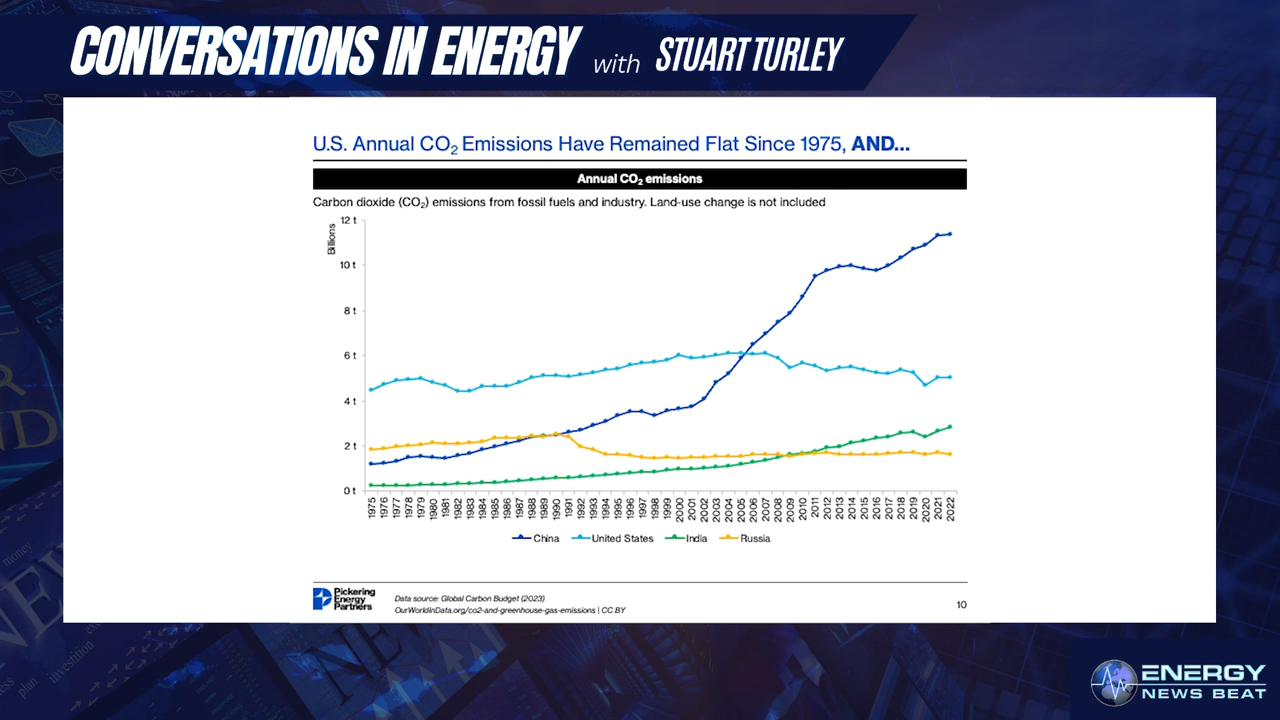 CONVERSATIONS IN ENERGY with STUART TURLEY
U.S. Annual CO2 Emissions Have Remained Flat Since 1975, AND...
Annual CO2 emissions
Carbon dioxide (CO2) emissions from fossil fuels and industry. Land-use change is not included
Billions
12 t
10 t
8 t
6 t
4 t
2 t
0 t
1975 1976 1977 1978 1979 1980 1981 1982 1983 1984 1985 1986 1987 1988 1989 1990 1991 1992 1993 1994 1995 1996 1997 1998 1999 2000 2001 2002 2003 2004 2005 2006 2007 2008 2009 2010 2011 2012 2013 2014 2015 2016 2017 2018 2019 2020 2021 2022
China United States India Russia
Pickering
Energy
Partners
Data source: Global Carbon Budget (2023)
OurWorldinData.org/co2-and-greenhouse-gas-emissions | CC BY
10
money
investition
plan
NEW
ENERGY
NEWS BEAT